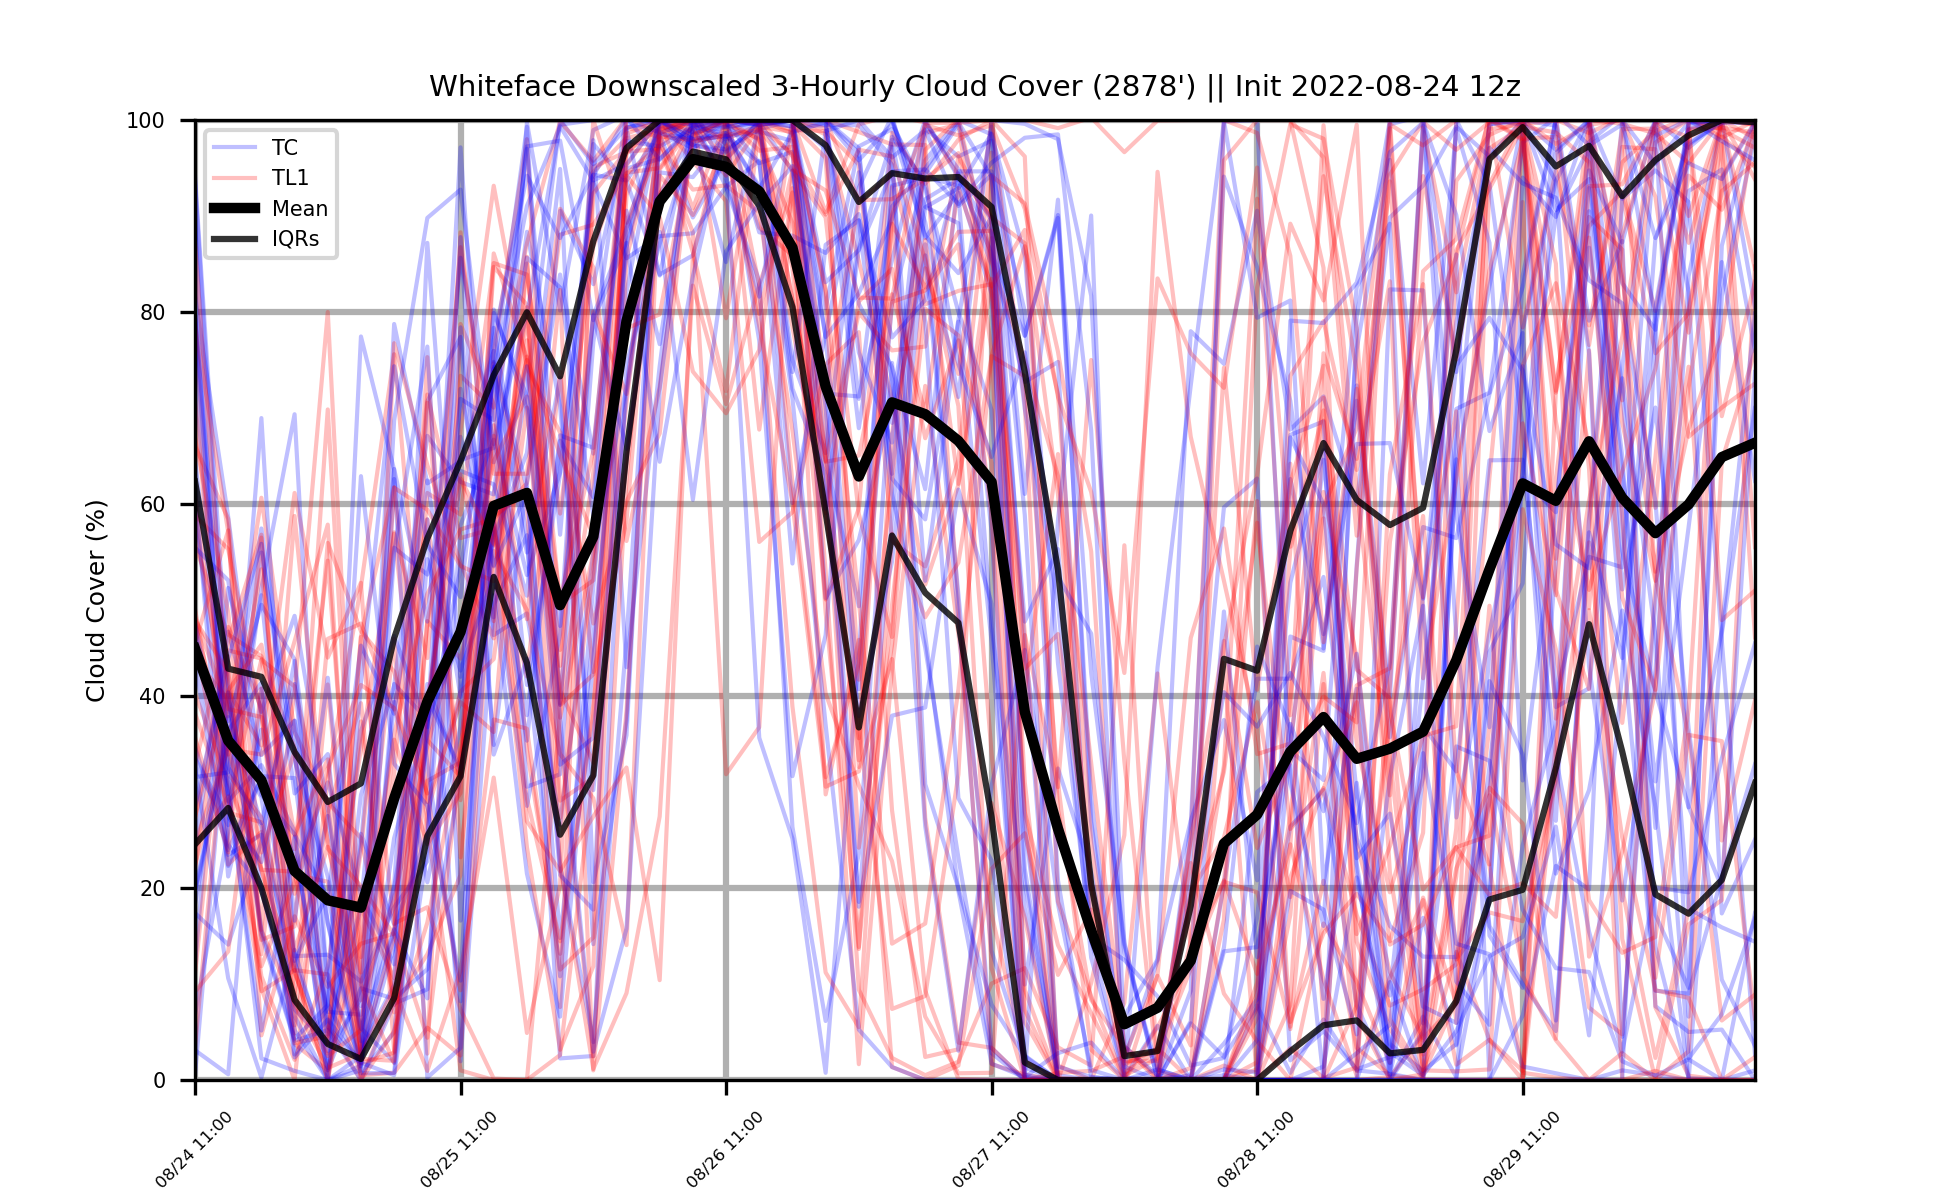 Whiteface Downscaled 3-Hourly Cloud Cover (2878') || Init 2022-08-24 12z
100
80
60
40
20
0
Cloud Cover (%)
TC
TL1
Mean
IQRs
08/24 11:00
08/25 11:00
08/26 11:00
08/27 11:00
08/28 11:00
08/29 11:00